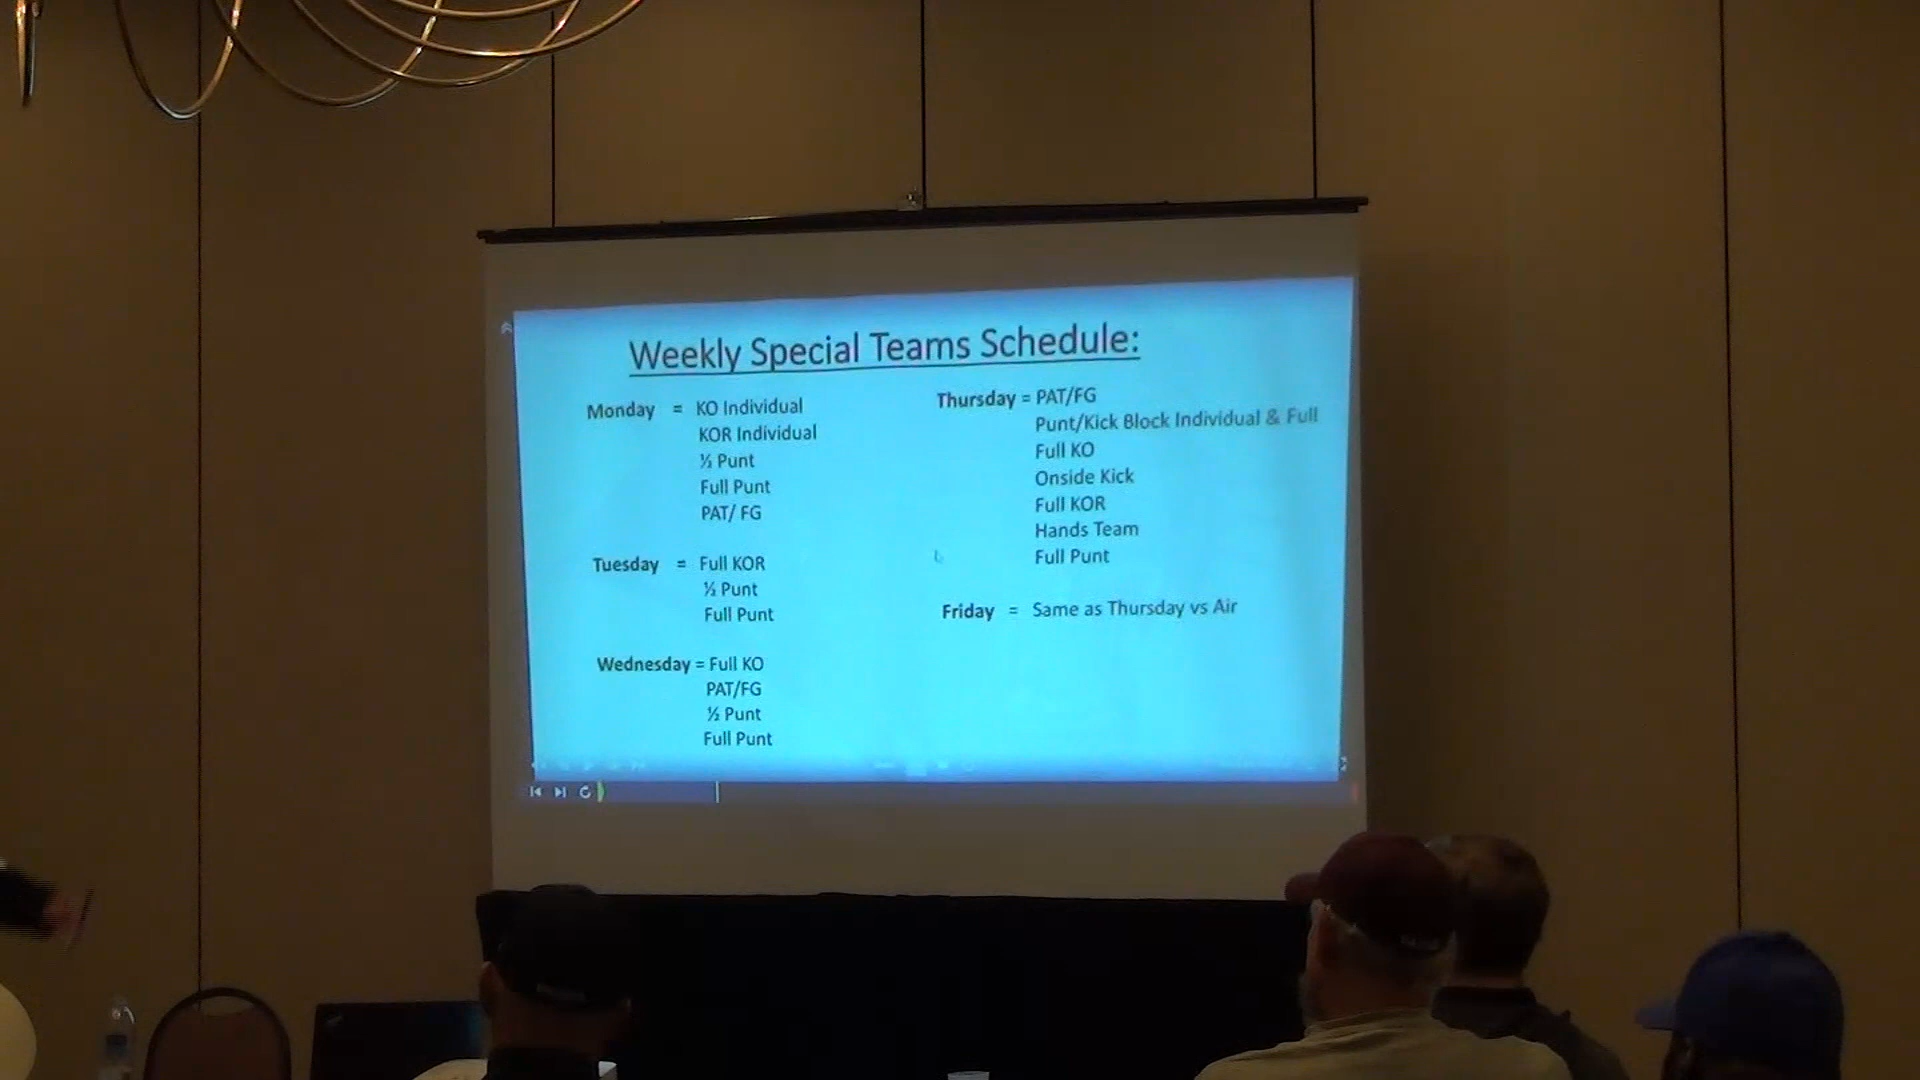 Weekly Special Teams Schedule:
Monday = KO Individual
KOR Individual
½ Punt
Full Punt
PAT/ FG
Tuesday = Full KOR
½ Punt
Full Punt
Wednesday = Full KO
PAT/FG
½ Punt
Full Punt
Thursday = PAT/FG
Punt/Kick Block Individual & Full
Full KO
Onside Kick
Full KOR
Hands Team
Full Punt
Friday = Same as Thursday vs Air